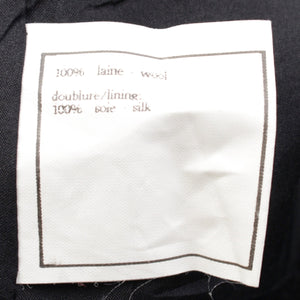 100% laine - wool
doublure/lining
100% soie - silk